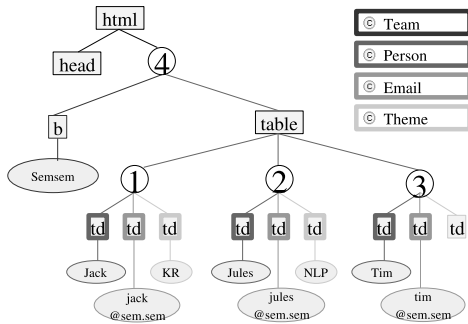 html
© Team
head
4
© Person
© Email
b
table
© Theme
Semsem
1
2
3
td
td
td
td
td
td
td
td
td
Jack
KR
Jules
NLP
Tim
jack
@sem.sem
jules
@sem.sem
tim
@sem.sem